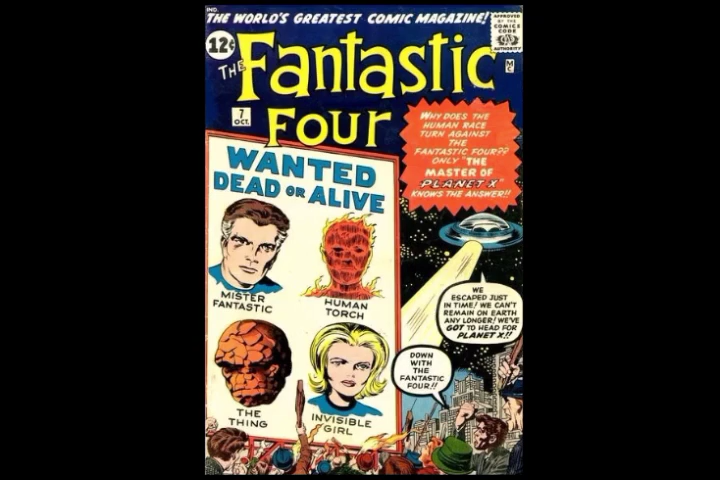 IND.
THE WORLD'S GREATEST COMIC MAGAZINE!
APPROVED
BY THE
COMICS
CODE
AUTHORITY
12¢
THE
Fantastic
Four
MC
7
OCT.
WHY DOES THE
HUMAN RACE
TURN AGAINST
THE
FANTASTIC FOUR??
ONLY "THE
MASTER OF
PLANET X"
KNOWS THE ANSWER!!
WANTED
DEAD OR ALIVE
MISTER
FANTASTIC
HUMAN
TORCH
THE
THING
INVISIBLE
GIRL
WE
ESCAPED JUST
IN TIME! WE CAN'T
REMAIN ON EARTH
ANY LONGER! WE'VE
GOT TO HEAD FOR
PLANET X!!
DOWN
WITH
THE
FANTASTIC
FOUR!!